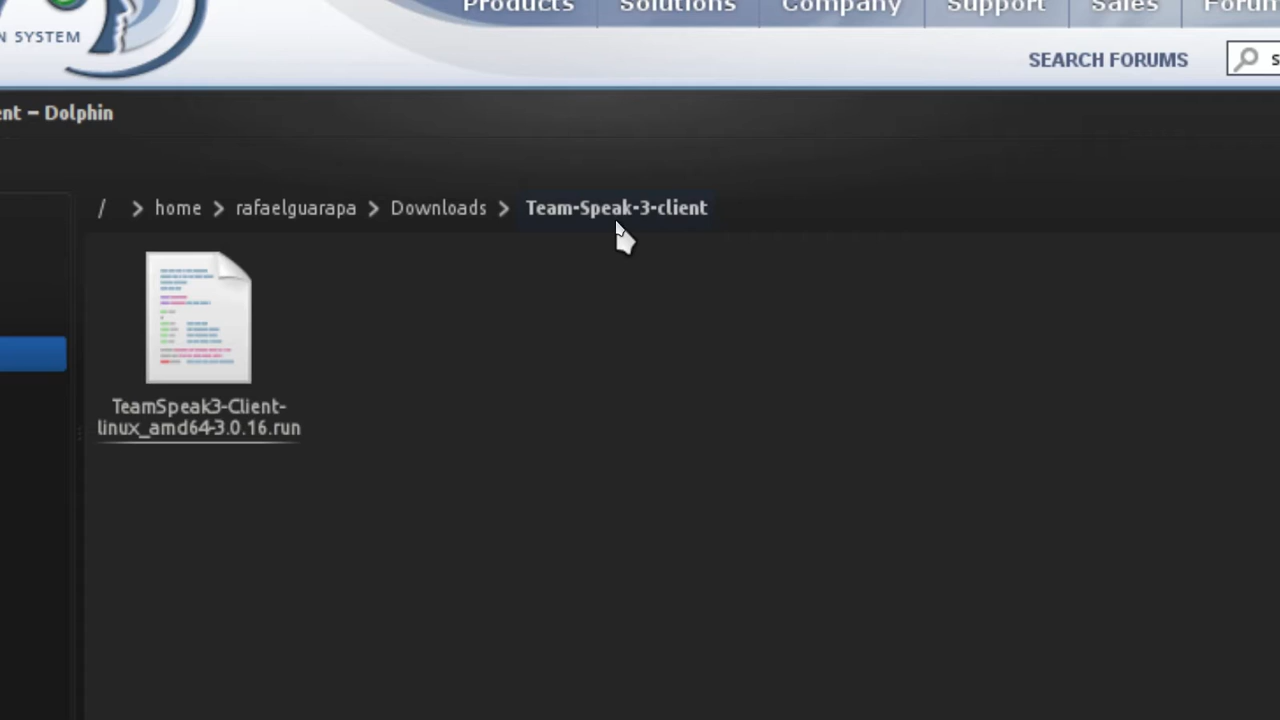 Products Solutions Company Support Sales Forum
N SYSTEM
SEARCH FORUMS
ent – Dolphin
/ > home > rafaelguarapa > Downloads > Team-Speak-3-client
TeamSpeak3-Client-
linux_amd64-3.0.16.run